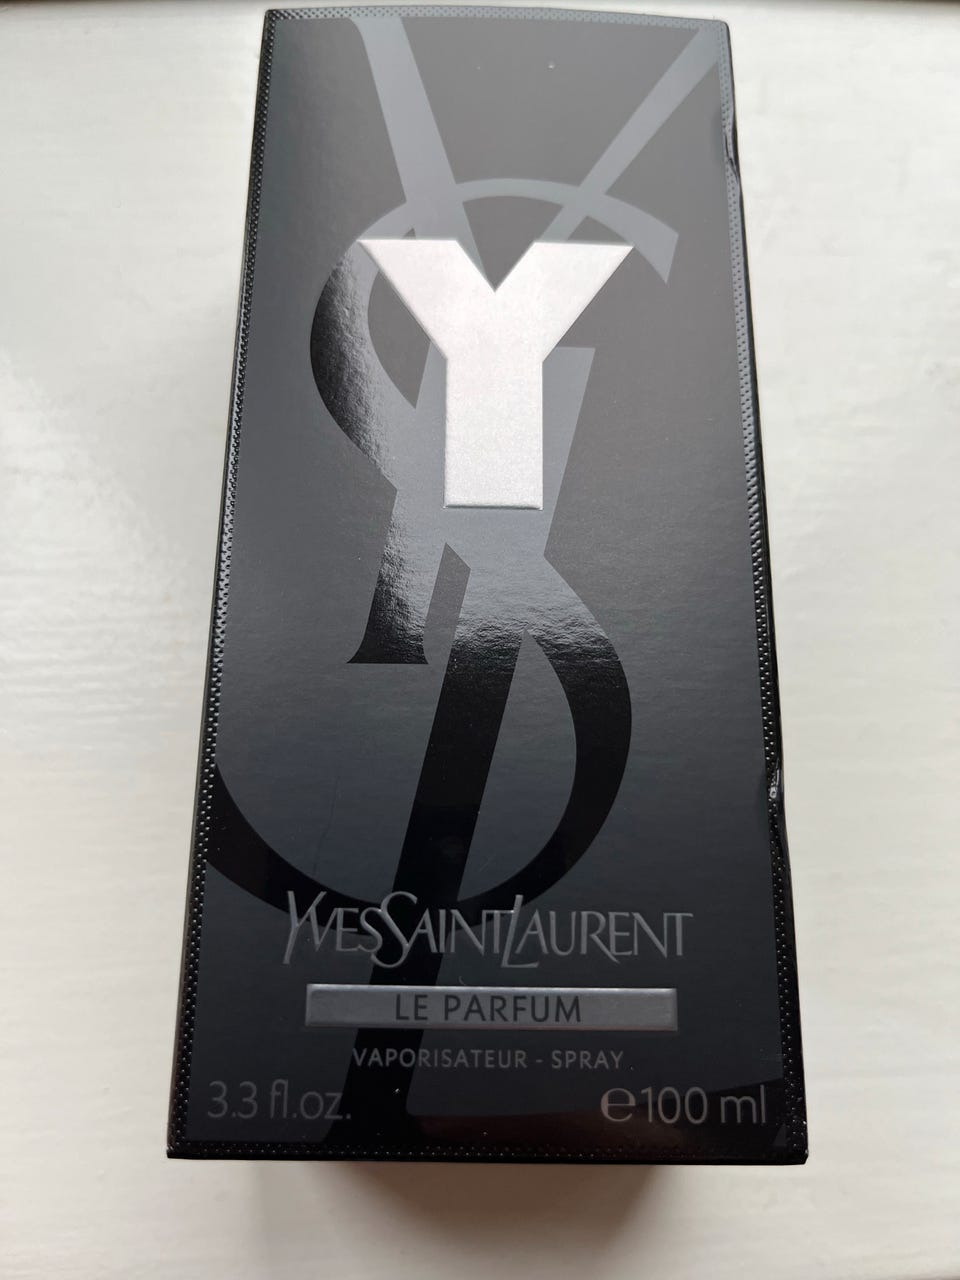 Y
YVESSAINTLAURENT
LE PARFUM
VAPORISATEUR - SPRAY
3.3 fl.oz. ℮100 ml